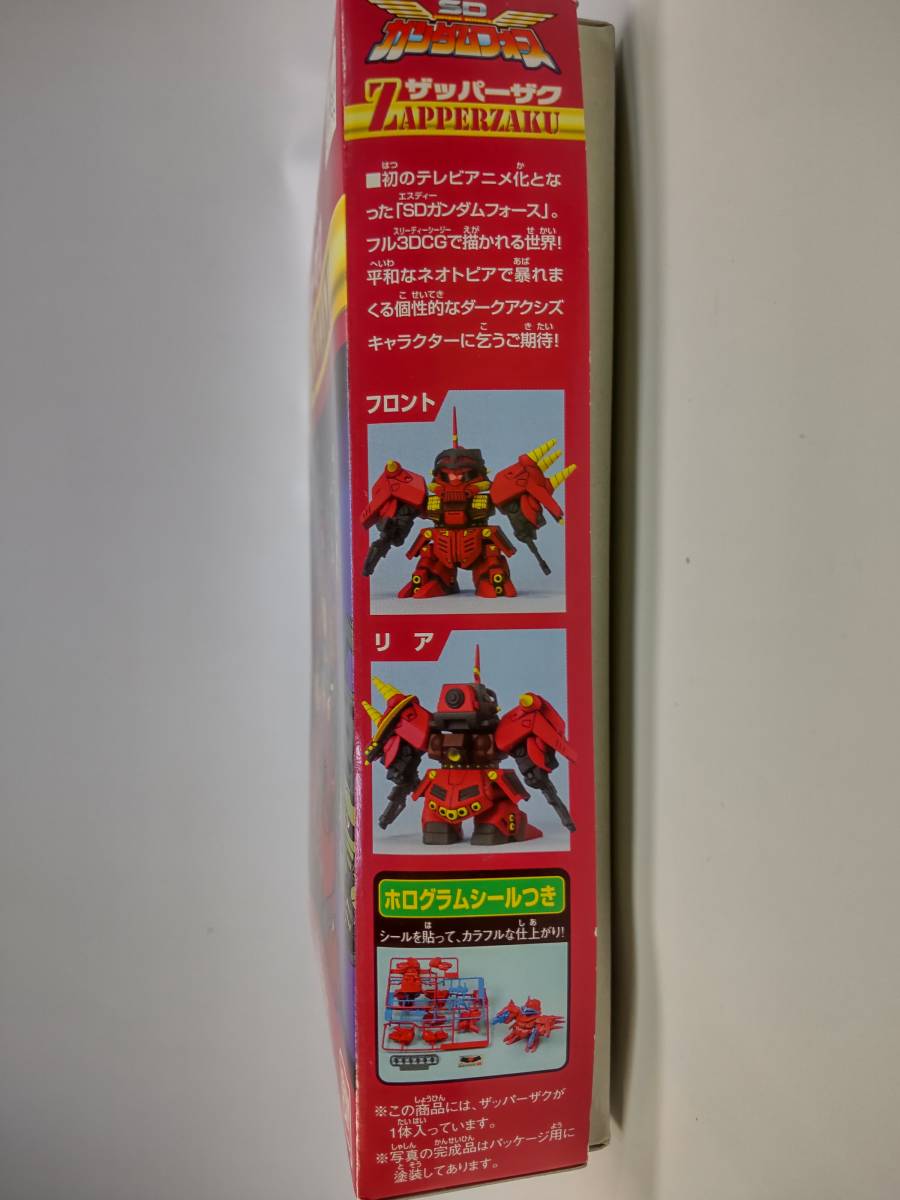 SD
ガンダムフォース
ザッパーザク
ZAPPERZAKU
■初のテレビアニメ化とな
った「SDガンダムフォース」。
フル3DCGで描かれる世界!
平和なネオトピアで暴れま
くる個性的なダークアクシズ
キャラクターに乞うご期待!
フロント
リア
ホログラムシールつき
シールを貼って、カラフルな仕上がり!
※この商品には、ザッパーザクが
1体入っています。
※写真の完成品はパッケージ用に
塗装してあります。